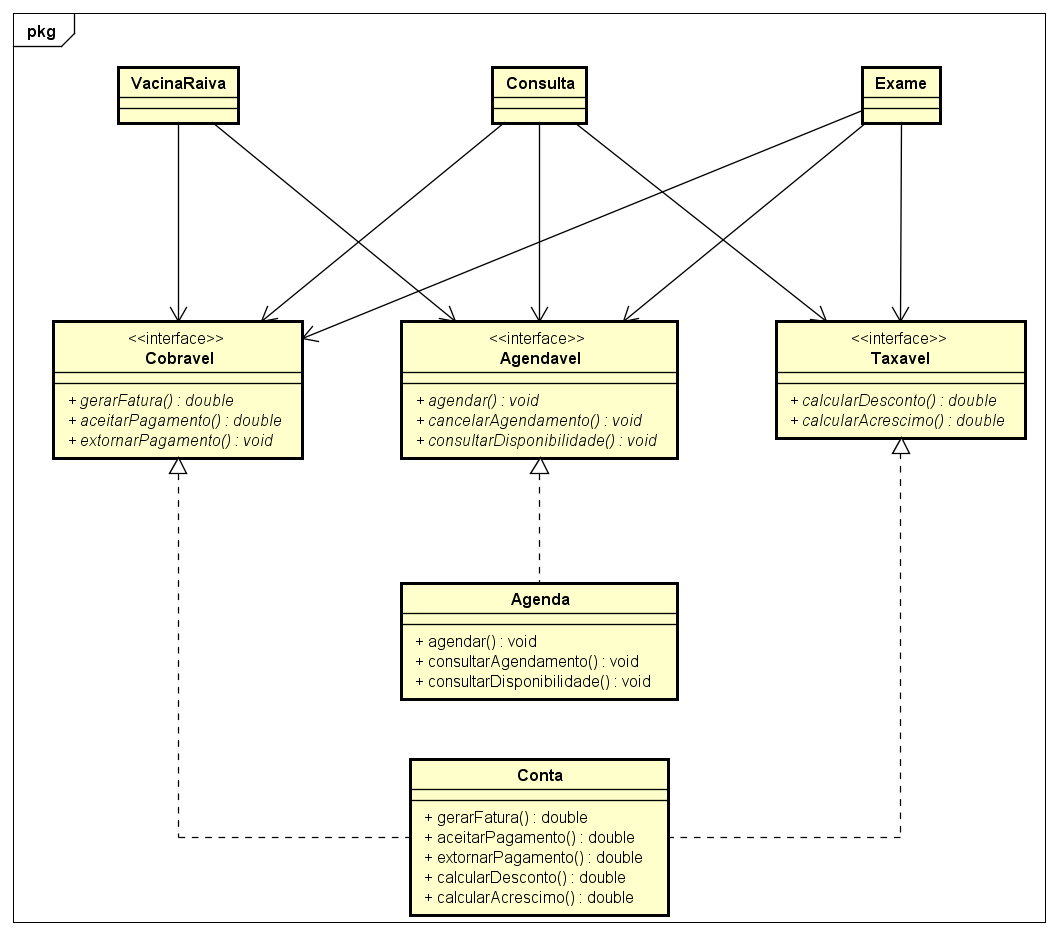 pkg
VacinaRaiva
Consulta
Exame
<<interface>>
Cobravel
+ gerarFatura() : double
+ aceitarPagamento() : double
+ extornarPagamento() : void
<<interface>>
Agendavel
+ agendar() : void
+ cancelarAgendamento() : void
+ consultarDisponibilidade() : void
<<interface>>
Taxavel
+ calcularDesconto() : double
+ calcularAcrescimo() : double
Agenda
+ agendar() : void
+ consultarAgendamento() : void
+ consultarDisponibilidade() : void
Conta
+ gerarFatura() : double
+ aceitarPagamento() : double
+ extornarPagamento() : double
+ calcularDesconto() : double
+ calcularAcrescimo() : double